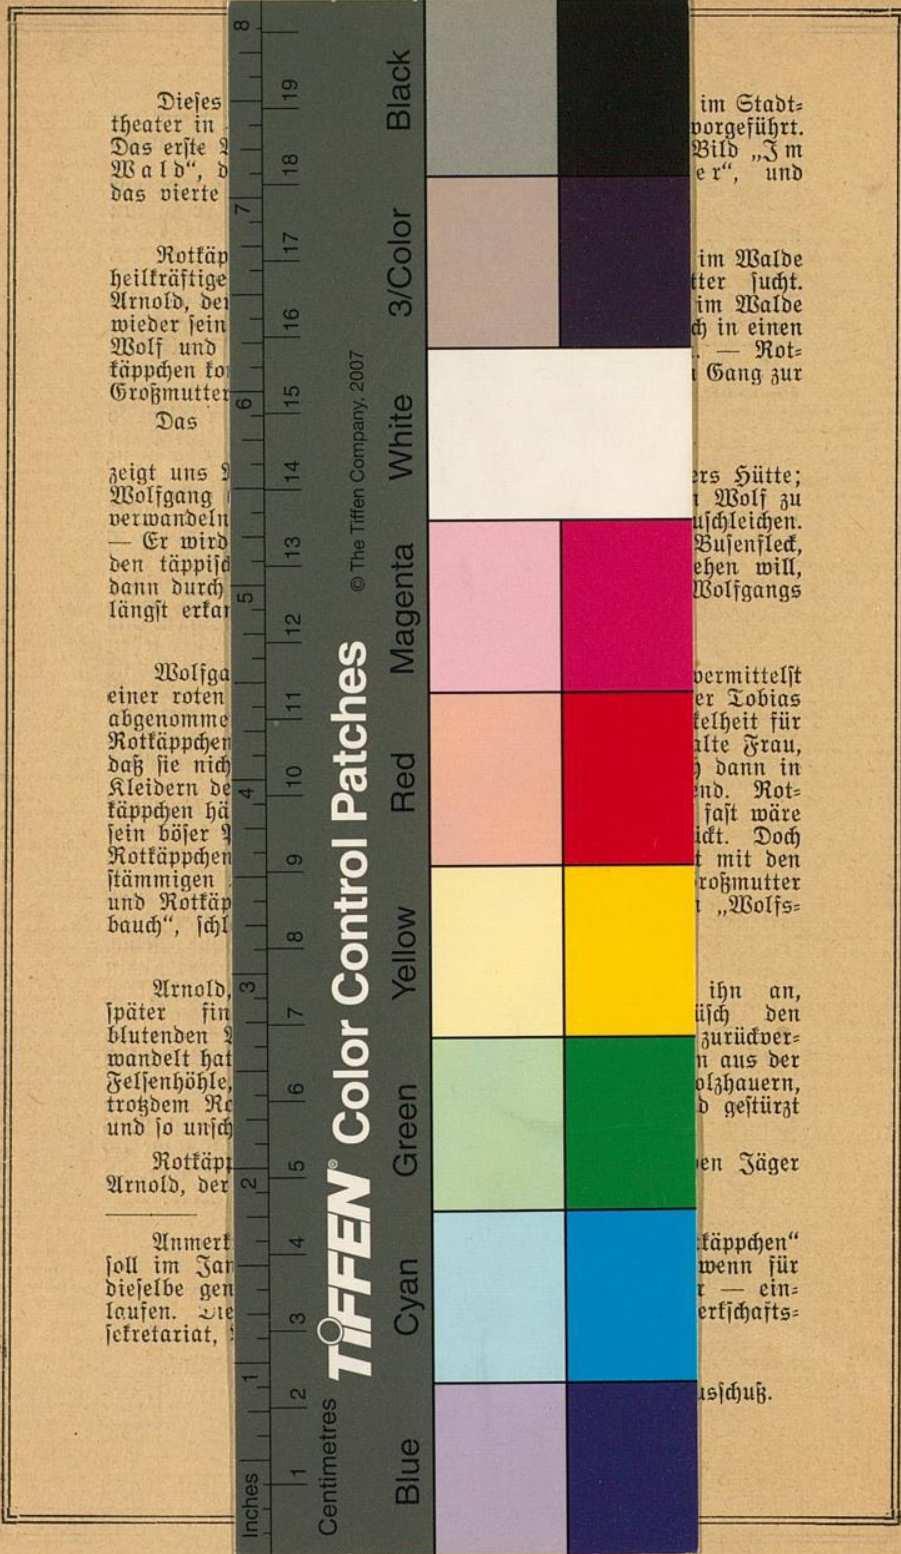 Dieses
theater in
Das erste
Wald“, d
das vierte
Rotkäp
heilkräftige
Arnold, der
wieder sein
Wolf und
käppchen ko
Großmutter
Das
zeigt uns
Wolfgang
verwandeln
— Er wird
den täppisch
dann durch
längst erkan
Wolfga
einer roten
abgenomme
Rotkäppchen
daß sie nich
Kleidern de
käppchen hä
sein böser
Rotkäppchen
stämmigen
und Rotkäp
bauch“, schl
Arnold,
später fin
blutenden
wandelt hat
Felsenhöhle,
trotzdem Ro
und so unsch
Rotkäpp
Arnold, der
Anmerk
soll im Jan
dieselbe gen
laufen. Die
sekretariat,
Inches 1 2 3 4 5 6 7 8
Centimetres 1 2 3 4 5 6 7 8 9 10 11 12 13 14 15 16 17 18 19
TIFFEN® Color Control Patches
© The Tiffen Company, 2007
Blue Cyan Green Yellow Red Magenta White 3/Color Black
im Stadt-
vorgeführt.
Bild „Im
er“, und
im Walde
tter sucht.
im Walde
ch in einen
— Rot-
Gang zur
ers Hütte;
Wolf zu
uschleichen.
Busenfleck,
ehen will,
Wolfgangs
vermittelst
er Tobias
kelheit für
alte Frau,
dann in
end. Rot-
fast wäre
ückt. Doch
t mit den
roßmutter
„Wolfs-
ihn an,
üsch den
zurückver-
n aus der
olzhauern,
d gestürzt
en Jäger
käppchen“
wenn für
r — ein-
erkschafts-
usschuß.